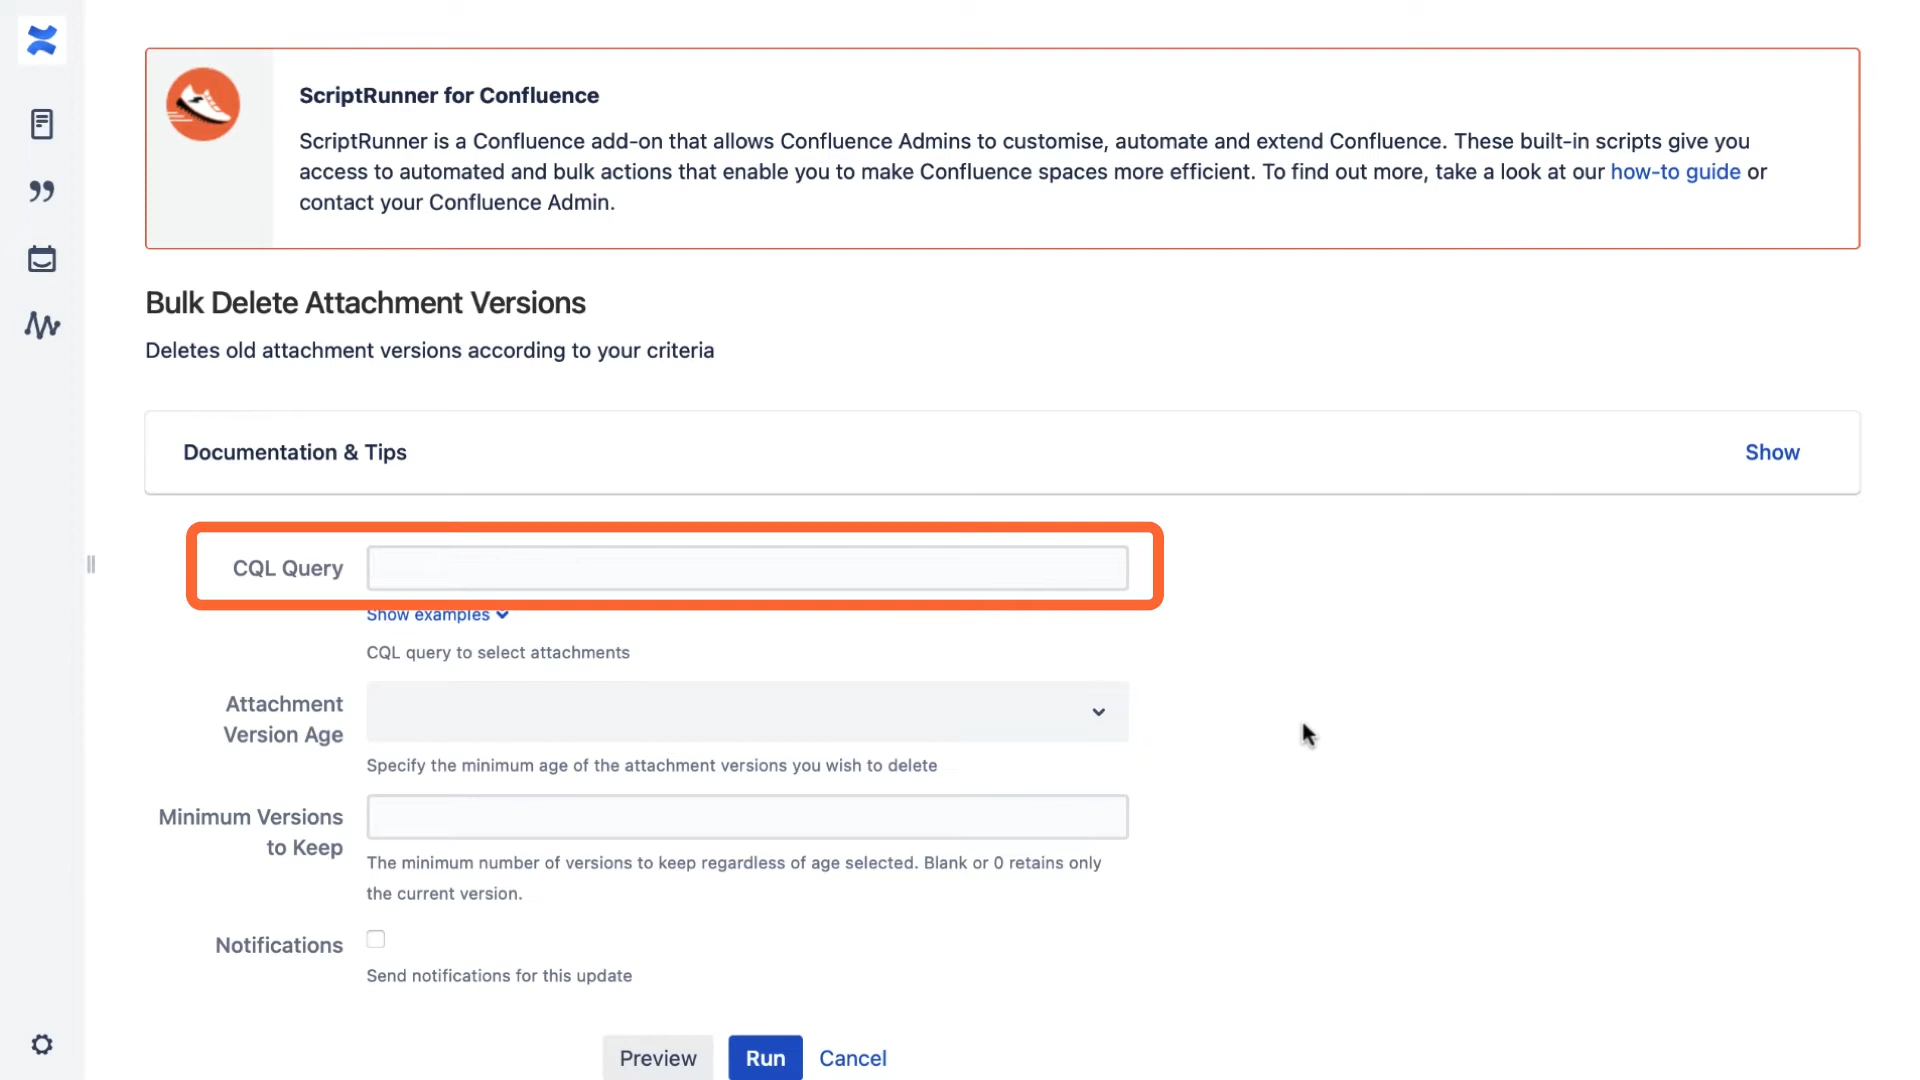 ScriptRunner for Confluence
ScriptRunner is a Confluence add-on that allows Confluence Admins to customise, automate and extend Confluence. These built-in scripts give you
access to automated and bulk actions that enable you to make Confluence spaces more efficient. To find out more, take a look at our how-to guide or
contact your Confluence Admin.
Bulk Delete Attachment Versions
Deletes old attachment versions according to your criteria
Documentation & Tips
Show
CQL Query
Show examples
CQL query to select attachments
Attachment
Version Age
Specify the minimum age of the attachment versions you wish to delete
Minimum Versions
to Keep
The minimum number of versions to keep regardless of age selected. Blank or 0 retains only
the current version.
Notifications
Send notifications for this update
Preview
Run
Cancel